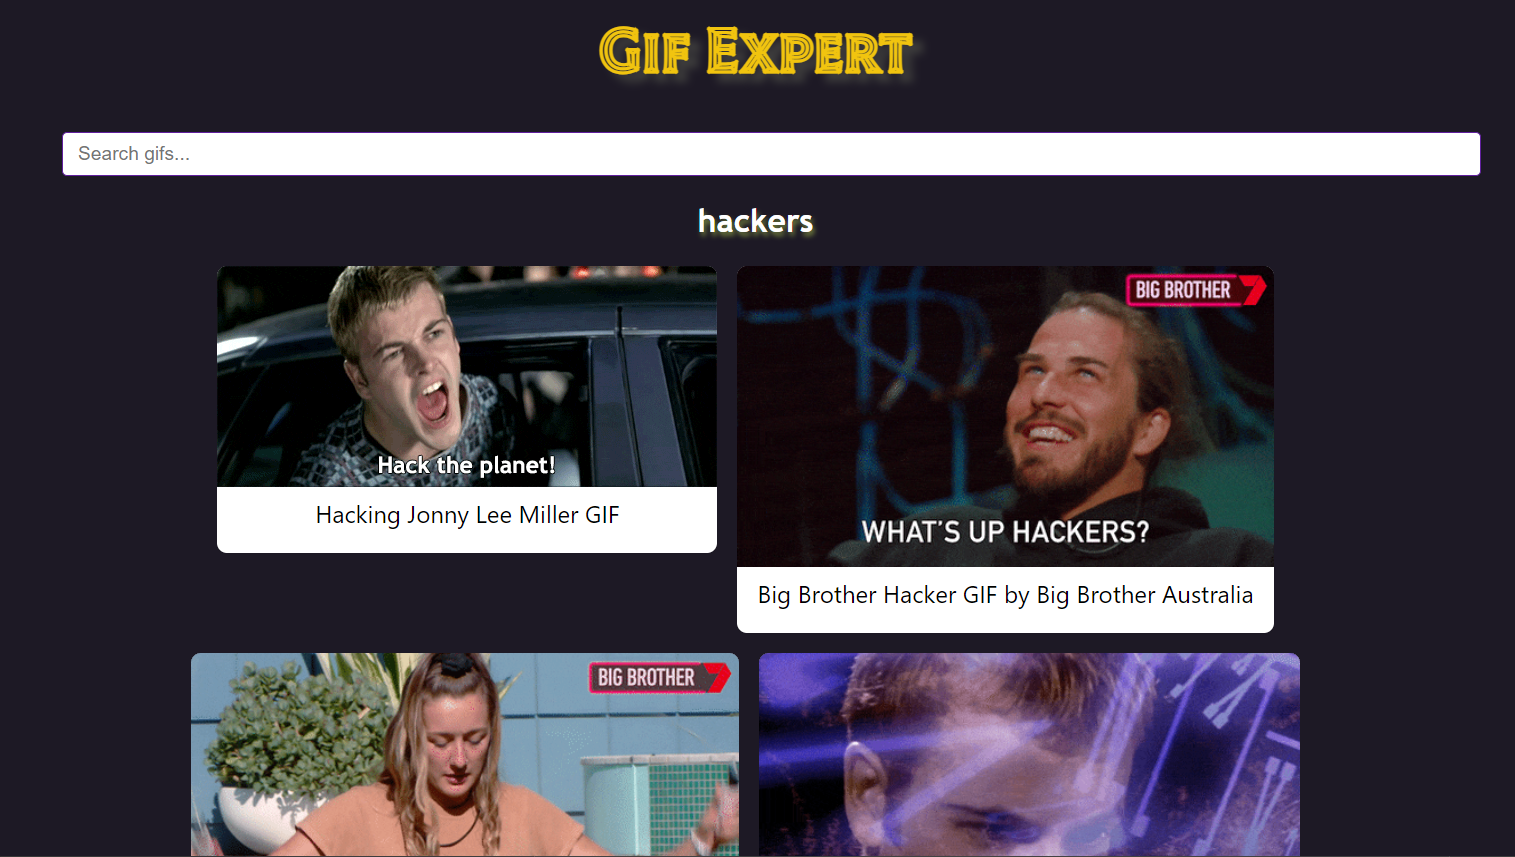 Gif Expert
Search gifs...
hackers
Hack the planet!
Hacking Jonny Lee Miller GIF
BIG BROTHER 7
WHAT'S UP HACKERS?
Big Brother Hacker GIF by Big Brother Australia
BIG BROTHER 7